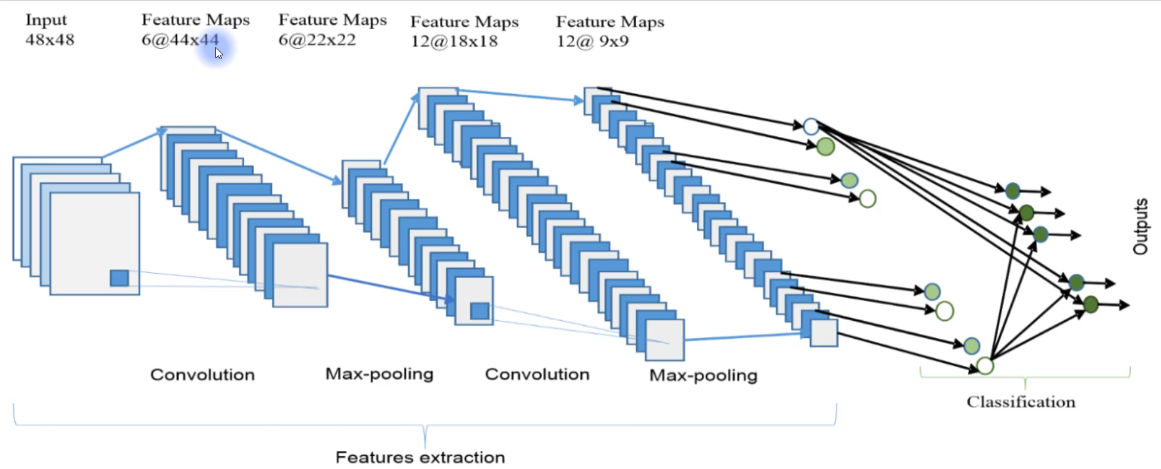 Input
48x48
Feature Maps
6@44x44
Feature Maps
6@22x22
Feature Maps
12@18x18
Feature Maps
12@ 9x9
Outputs
Convolution
Max-pooling
Convolution
Max-pooling
Classification
Features extraction